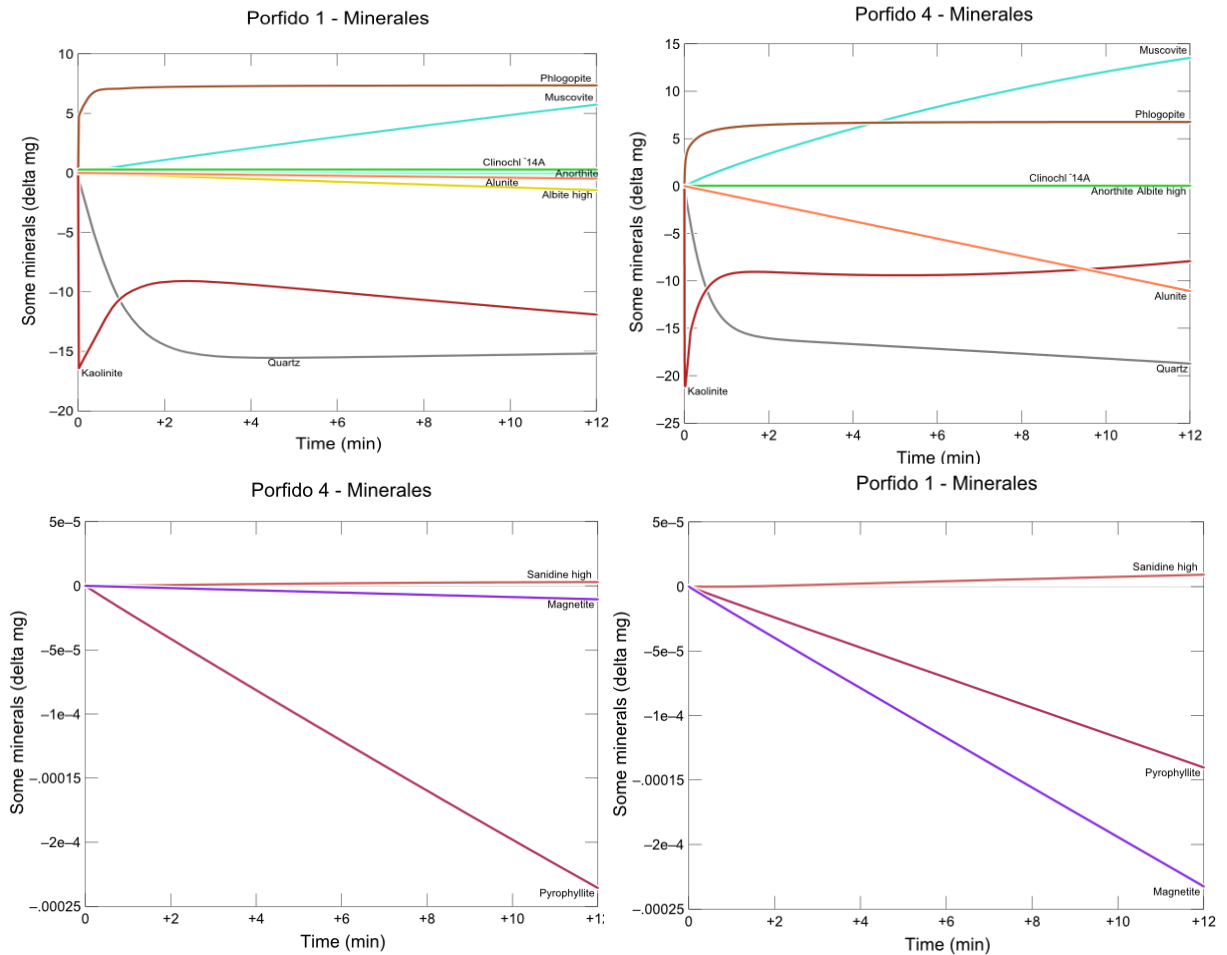 Porfido 1 - Minerales
10
5
0
−5
−10
−15
−20
Some minerals (delta mg)
Phlogopite
Muscovite
Clinochl ˆ14A
Anorthite
Alunite
Albite high
Quartz
Kaolinite
0 +2 +4 +6 +8 +10 +12
Time (min)
Porfido 4 - Minerales
15
10
5
0
−5
−10
−15
−20
−25
Some minerals (delta mg)
Muscovite
Phlogopite
Clinochl ˆ14A
Anorthite Albite high
Alunite
Quartz
Kaolinite
0 +2 +4 +6 +8 +10 +12
Time (min)
Porfido 4 - Minerales
5e−5
0
−5e−5
−1e−4
−.00015
−2e−4
−.00025
Some minerals (delta mg)
Sanidine high
Magnetite
Pyrophyllite
0 +2 +4 +6 +8 +10 +1:
Time (min)
Porfido 1 - Minerales
5e−5
0
−5e−5
−1e−4
−.00015
−2e−4
−.00025
Some minerals (delta mg)
Sanidine high
Pyrophyllite
Magnetite
0 +2 +4 +6 +8 +10 +12
Time (min)